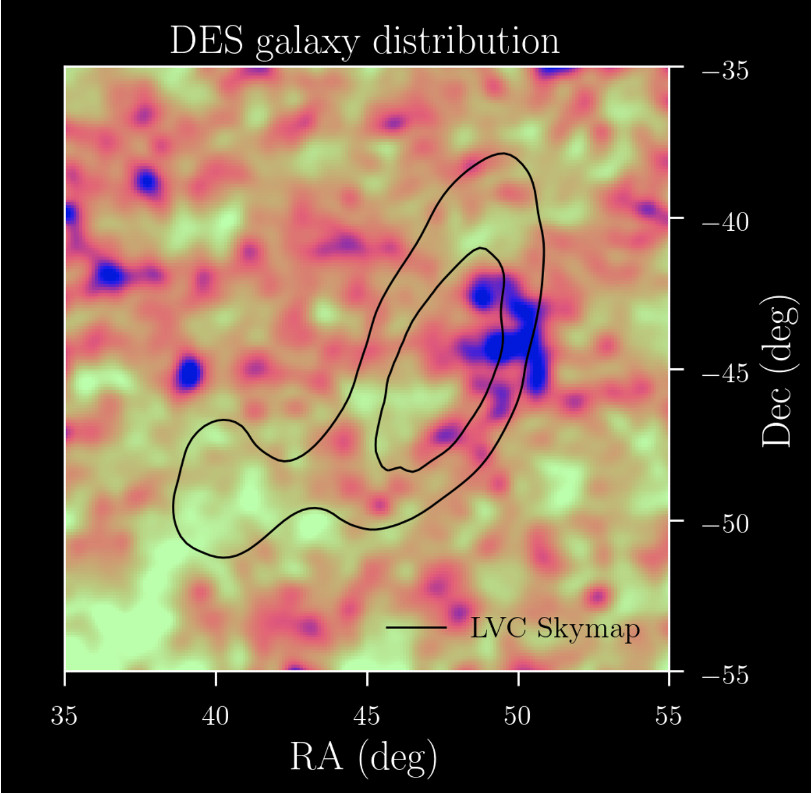 DES galaxy distribution
−35
−40
−45
−50
−55
Dec (deg)
LVC Skymap
35 40 45 50 55
RA (deg)